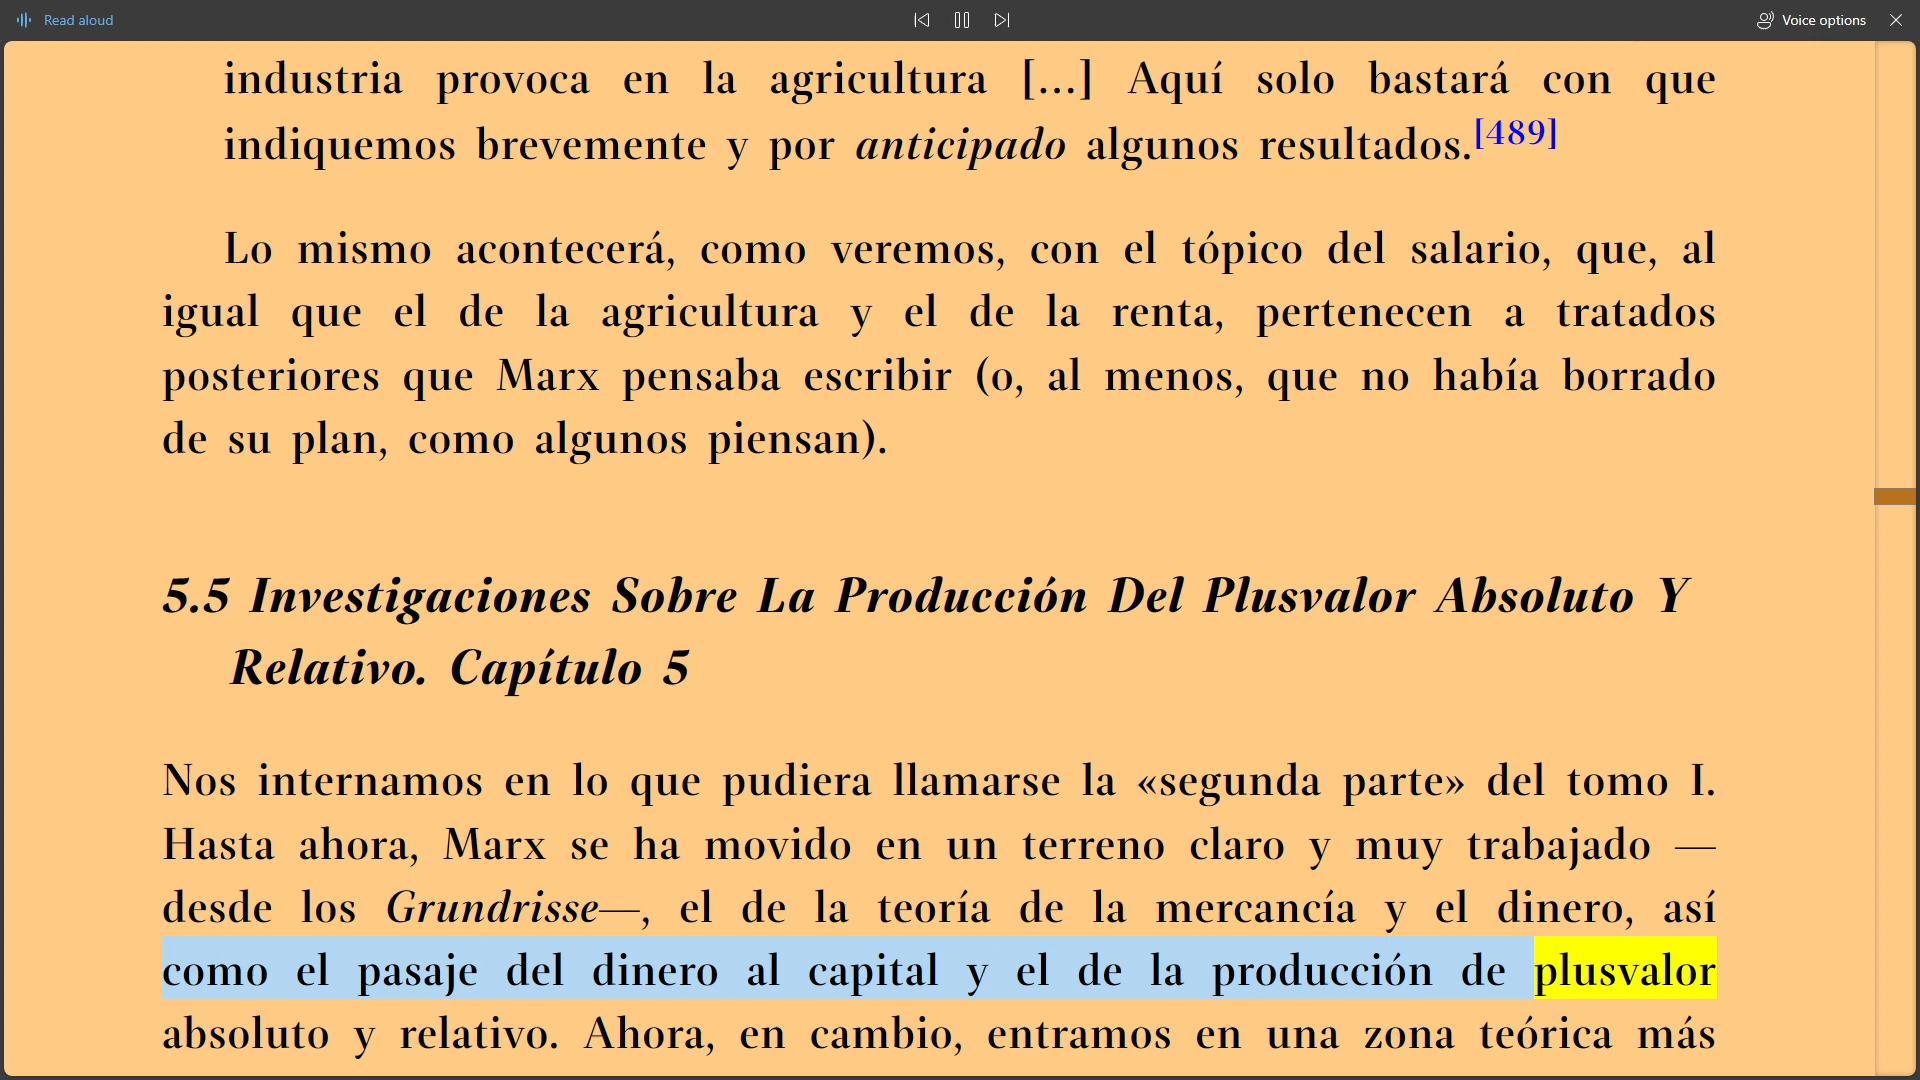 Read aloud
Voice options
industria provoca en la agricultura [...] Aquí solo bastará con que
indiquemos brevemente y por anticipado algunos resultados.[489]
Lo mismo acontecerá, como veremos, con el tópico del salario, que, al
igual que el de la agricultura y el de la renta, pertenecen a tratados
posteriores que Marx pensaba escribir (o, al menos, que no había borrado
de su plan, como algunos piensan).
5.5 Investigaciones Sobre La Producción Del Plusvalor Absoluto Y
Relativo. Capítulo 5
Nos internamos en lo que pudiera llamarse la «segunda parte» del tomo I.
Hasta ahora, Marx se ha movido en un terreno claro y muy trabajado —
desde los Grundrisse—, el de la teoría de la mercancía y el dinero, así
como el pasaje del dinero al capital y el de la producción de plusvalor
absoluto y relativo. Ahora, en cambio, entramos en una zona teórica más